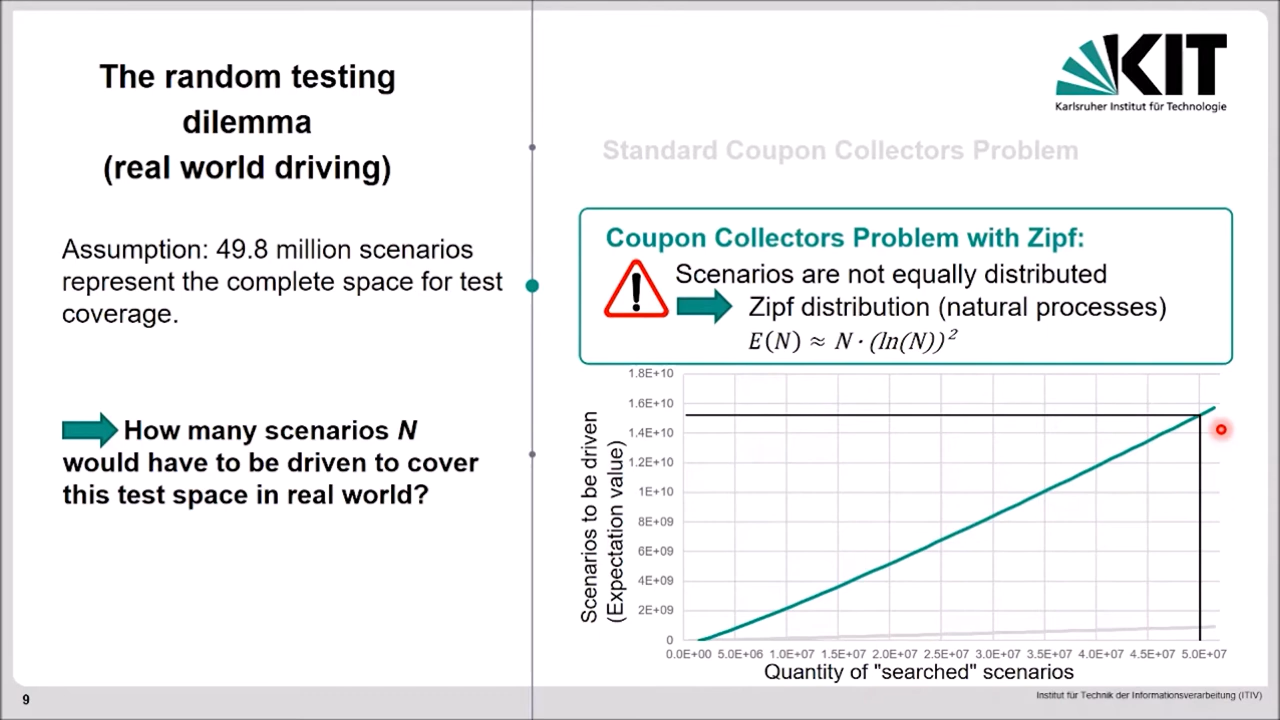 The random testing
dilemma
(real world driving)
Assumption: 49.8 million scenarios
represent the complete space for test
coverage.
How many scenarios N
would have to be driven to cover
this test space in real world?
KIT
Karlsruher Institut für Technologie
Standard Coupon Collectors Problem
Coupon Collectors Problem with Zipf:
Scenarios are not equally distributed
Zipf distribution (natural processes)
E(N) ≈ N · (ln(N))²
Scenarios to be driven
(Expectation value)
1.8E+10
1.6E+10
1.4E+10
1.2E+10
1E+10
8E+09
6E+09
4E+09
2E+09
0
0.0E+00 5.0E+06 1.0E+07 1.5E+07 2.0E+07 2.5E+07 3.0E+07 3.5E+07 4.0E+07 4.5E+07 5.0E+07
Quantity of "searched" scenarios
9
Institut für Technik der Informationsverarbeitung (ITIV)